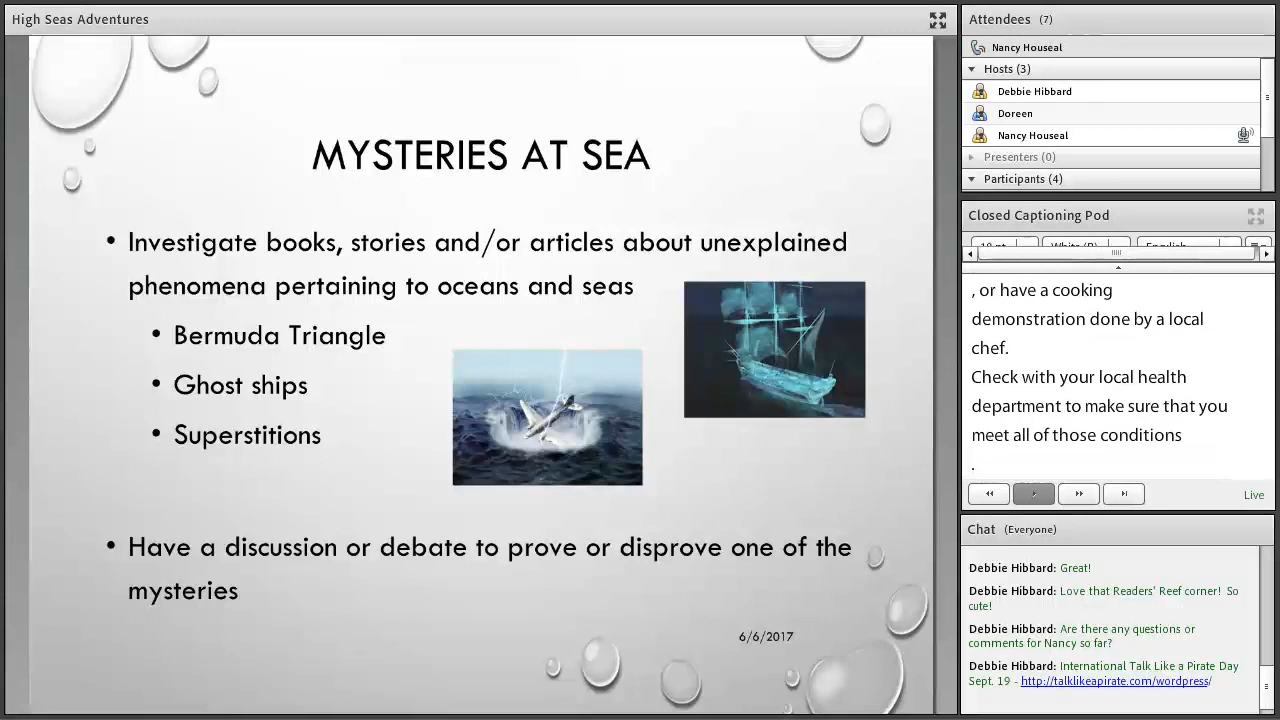 High Seas Adventures
MYSTERIES AT SEA
• Investigate books, stories and/or articles about unexplained
phenomena pertaining to oceans and seas
• Bermuda Triangle
• Ghost ships
• Superstitions
• Have a discussion or debate to prove or disprove one of the
mysteries
6/6/2017
Attendees (7)
Nancy Houseal
Hosts (3)
Debbie Hibbard
Doreen
Nancy Houseal
Presenters (0)
Participants (4)
Closed Captioning Pod
, or have a cooking
demonstration done by a local
chef.
Check with your local health
department to make sure that you
meet all of those conditions
.
Live
Chat (Everyone)
Debbie Hibbard: Great!
Debbie Hibbard: Love that Readers' Reef corner! So
cute!
Debbie Hibbard: Are there any questions or
comments for Nancy so far?
Debbie Hibbard: International Talk Like a Pirate Day
Sept. 19 - http://talklikeapirate.com/wordpress/